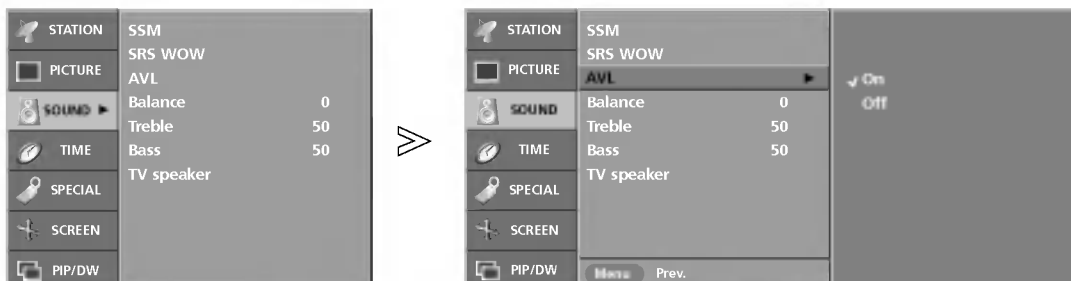 STATION
PICTURE
SOUND
TIME
SPECIAL
SCREEN
PIP/DW
SSM
SRS WOW
AVL
Balance 0
Treble 50
Bass 50
TV speaker
STATION
PICTURE
SOUND
TIME
SPECIAL
SCREEN
PIP/DW
SSM
SRS WOW
AVL
Balance 0
Treble 50
Bass 50
TV speaker
Menu Prev.
On
Off